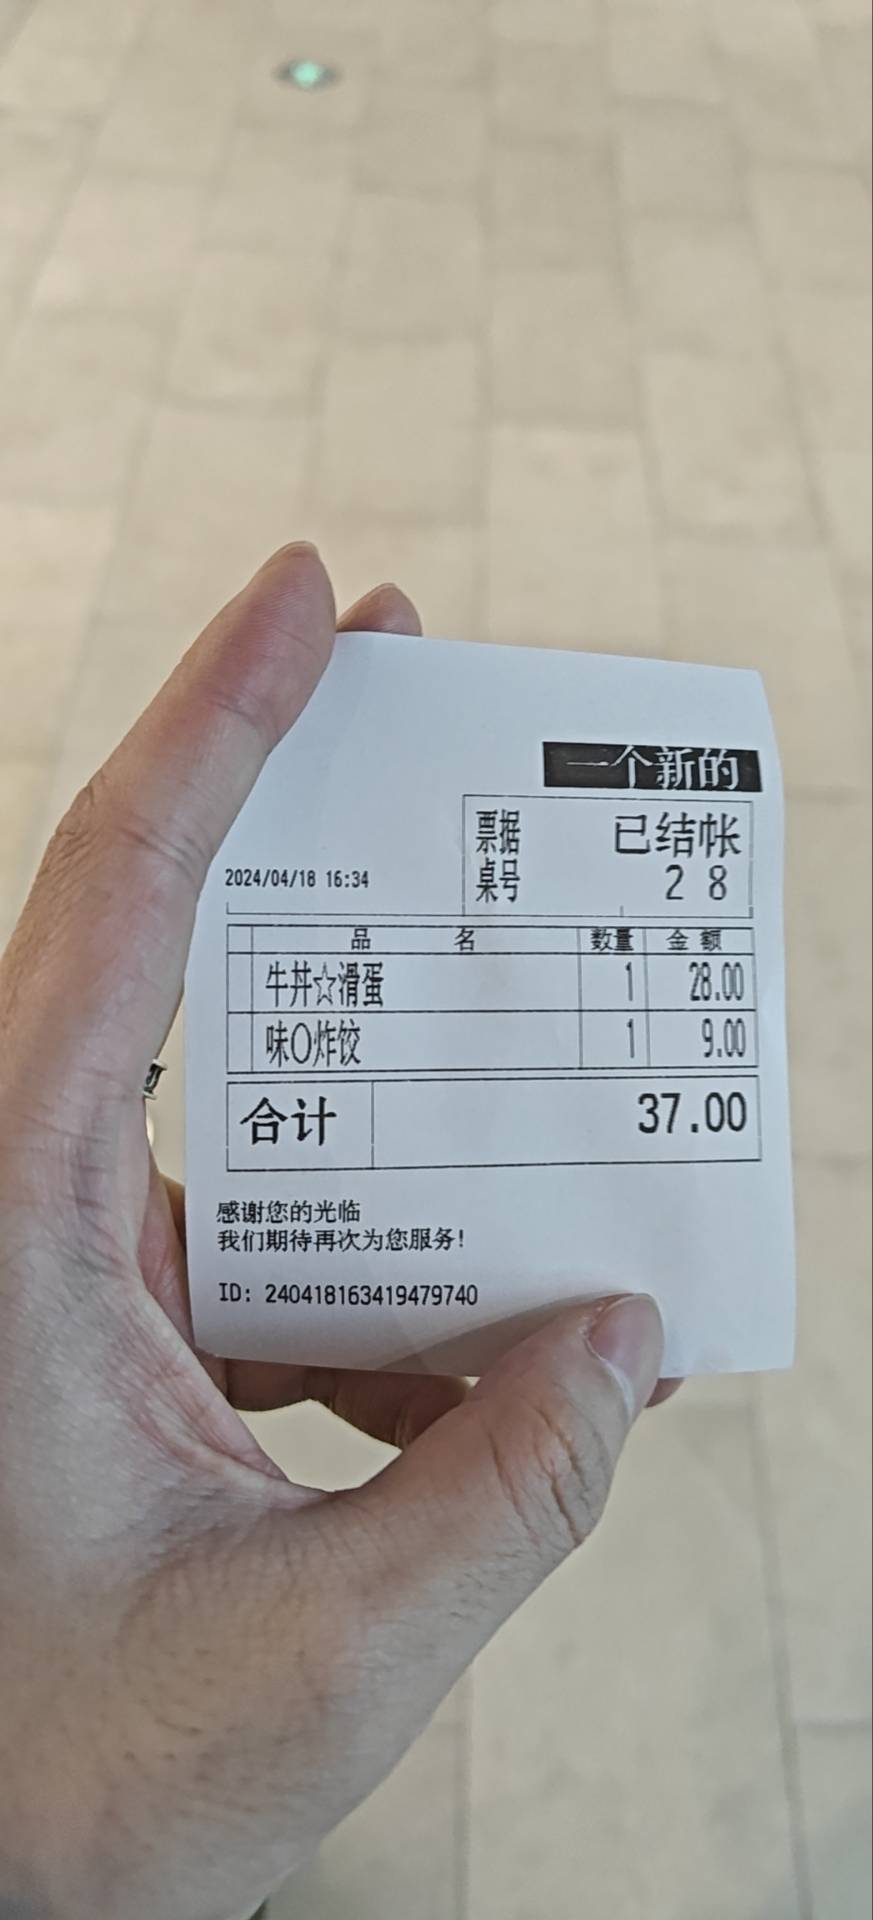 一个新的
票据 已结帐
2024/04/18 16:34 桌号 2 8
品 名 数量 金 额
牛丼☆滑蛋 1 28.00
味〇炸饺 1 9.00
合计 37.00
感谢您的光临
我们期待再次为您服务!
ID: 240418163419479740